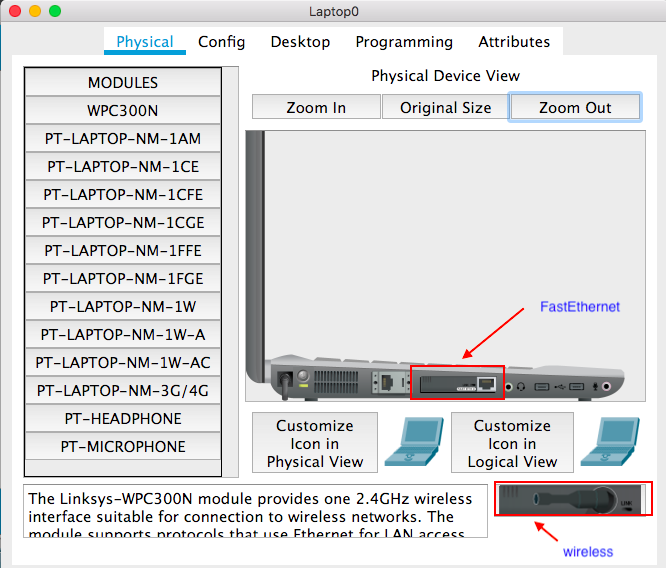 Laptop0
Physical
Config
Desktop
Programming
Attributes
MODULES
WPC300N
PT-LAPTOP-NM-1AM
PT-LAPTOP-NM-1CE
PT-LAPTOP-NM-1CFE
PT-LAPTOP-NM-1CGE
PT-LAPTOP-NM-1FFE
PT-LAPTOP-NM-1FGE
PT-LAPTOP-NM-1W
PT-LAPTOP-NM-1W-A
PT-LAPTOP-NM-1W-AC
PT-LAPTOP-NM-3G/4G
PT-HEADPHONE
PT-MICROPHONE
Physical Device View
Zoom In
Original Size
Zoom Out
FastEthernet
Customize
Icon in
Physical View
Customize
Icon in
Logical View
The Linksys-WPC300N module provides one 2.4GHz wireless
interface suitable for connection to wireless networks. The
module supports protocols that use Ethernet for LAN access
LINK
wireless